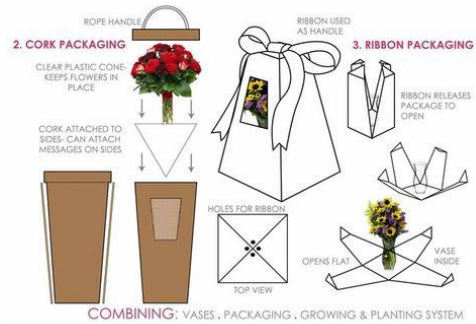 ROPE HANDLE
2. CORK PACKAGING
CLEAR PLASTIC CONE-
KEEPS FLOWERS IN
PLACE
CORK ATTACHED TO
SIDES- CAN ATTACH
MESSAGES ON SIDES
RIBBON USED
AS HANDLE
3. RIBBON PACKAGING
RIBBON RELEASES
PACKAGE TO
OPEN
HOLES FOR RIBBON
TOP VIEW
OPENS FLAT
VASE
INSIDE
COMBINING: VASES . PACKAGING . GROWING & PLANTING SYSTEM